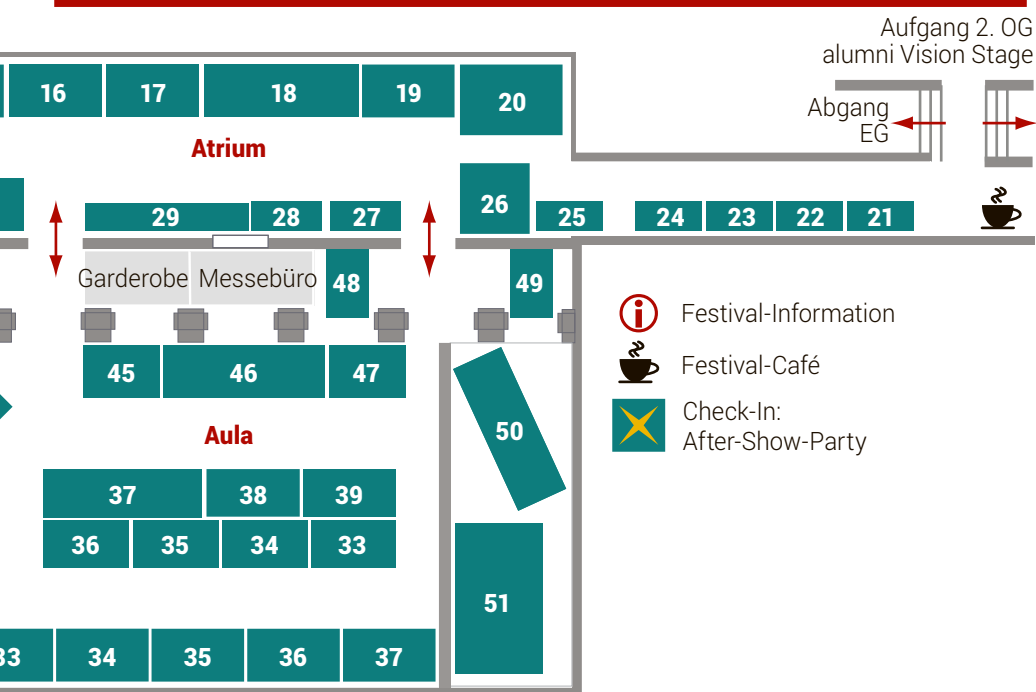 Aufgang 2. OG
alumni Vision Stage
Abgang
EG
16 17 18 19 20
Atrium
29 28 27 26 25 24 23 22 21
Garderobe Messebüro 48 49
Festival-Information
Festival-Café
Check-In:
After-Show-Party
45 46 47
50
Aula
37 38 39
36 35 34 33
51
33 34 35 36 37